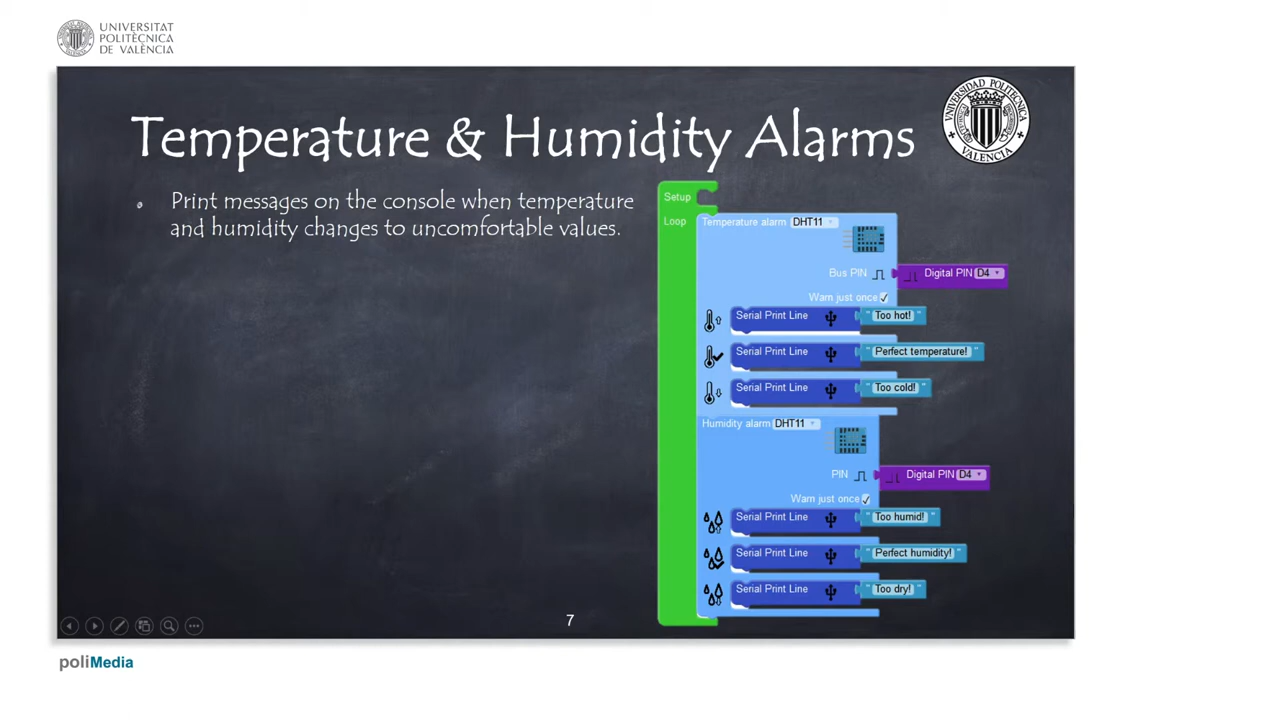 UNIVERSITAT
POLITÈCNICA
DE VALÈNCIA
Temperature & Humidity Alarms
UNIVERSIDAD POLITECNICA
VALENCIA
Print messages on the console when temperature
and humidity changes to uncomfortable values.
Setup
Loop
Temperature alarm DHT11
Bus PIN
Digital PIN D4
Warn just once
Serial Print Line " Too hot! "
Serial Print Line " Perfect temperature! "
Serial Print Line " Too cold! "
Humidity alarm DHT11
PIN
Digital PIN D4
Warn just once
Serial Print Line " Too humid! "
Serial Print Line " Perfect humidity! "
Serial Print Line " Too dry! "
7
poliMedia